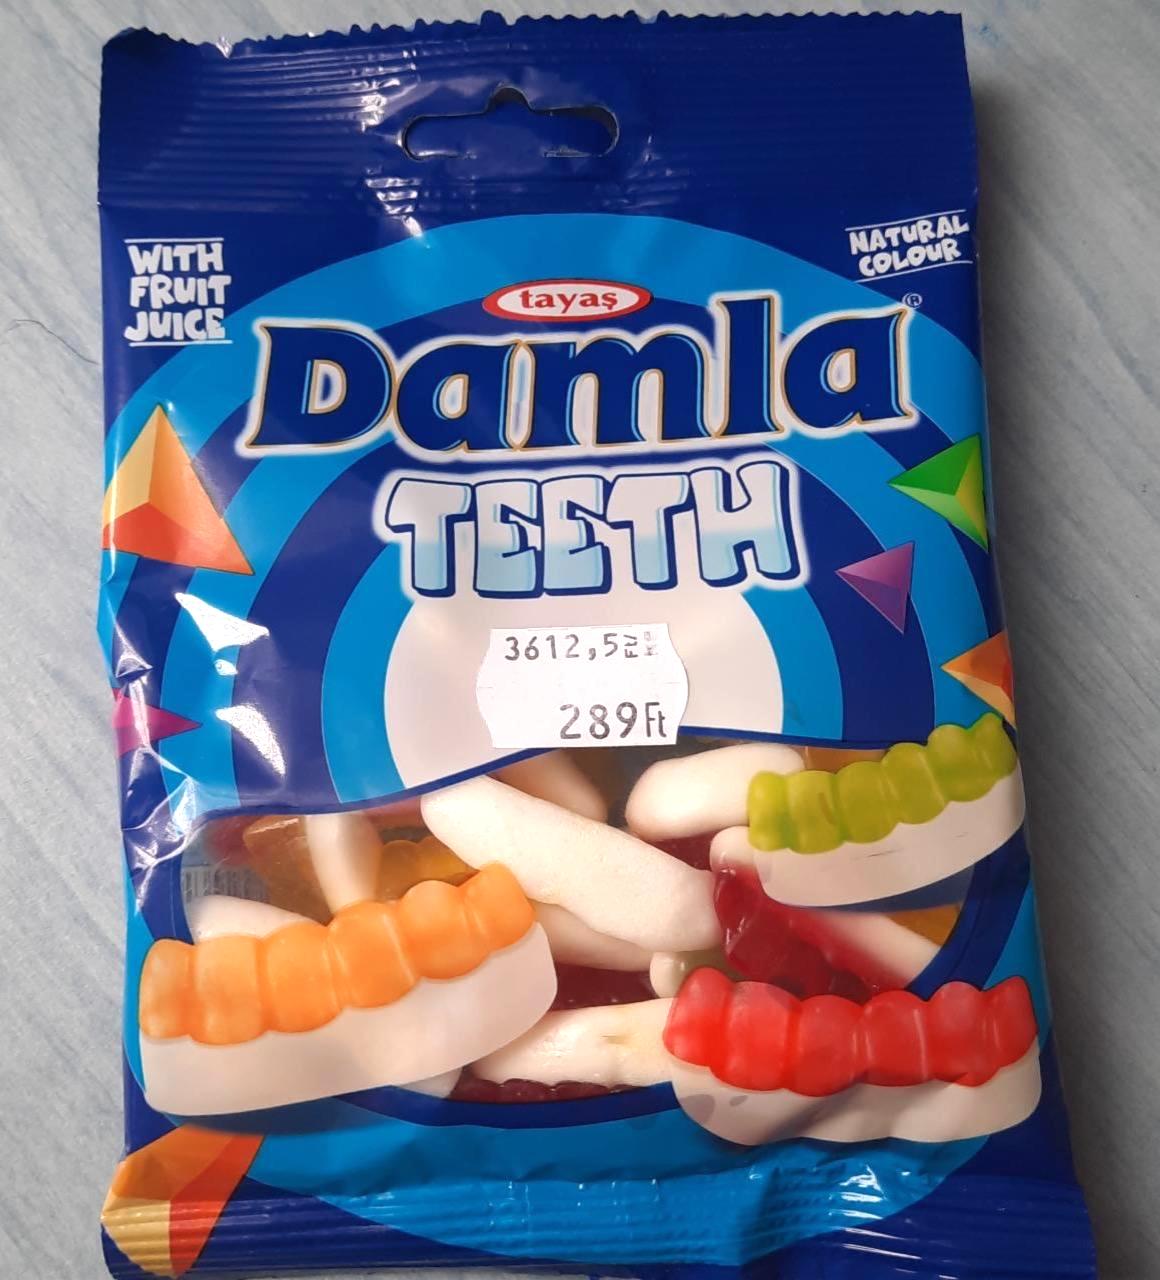 WITH
FRUIT
JUICE
NATURAL
COLOUR
tayaş
Damla®
TEETH
3612,5
289Ft